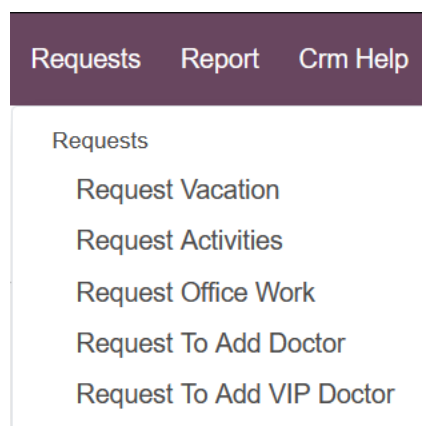 Requests Report Crm Help
Requests
Request Vacation
Request Activities
Request Office Work
Request To Add Doctor
Request To Add VIP Doctor